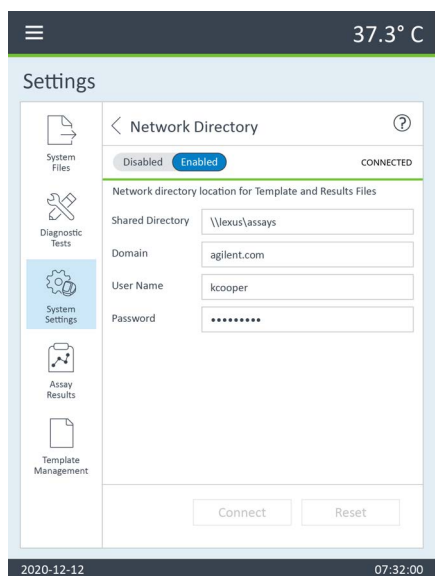 37.3° C
Settings
System
Files
Diagnostic
Tests
System
Settings
Assay
Results
Template
Management
Network Directory
?
Disabled Enabled CONNECTED
Network directory location for Template and Results Files
Shared Directory \\lexus\assays
Domain agilent.com
User Name kcooper
Password •••••••••
Connect Reset
2020-12-12 07:32:00